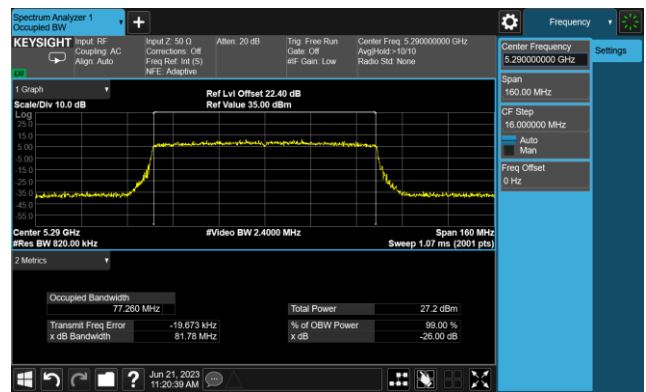 Spectrum Analyzer 1
Occupied BW
Frequency
KEYSIGHT
Input: RF
Coupling: AC
Align: Auto
Input Z: 50 Ω
Corrections: Off
Freq Ref: Int (S)
NFE: Adaptive
Atten: 20 dB
Trig: Free Run
Gate: Off
#IF Gain: Low
Center Freq: 5.290000000 GHz
Avg|Hold:>10/10
Radio Std: None
Center Frequency
5.290000000 GHz
Settings
Span
160.00 MHz
CF Step
16.000000 MHz
Auto
Man
Freq Offset
0 Hz
1 Graph
Scale/Div 10.0 dB
Ref Lvl Offset 22.40 dB
Ref Value 35.00 dBm
Log
25.0
15.0
5.00
-5.00
-15.0
-25.0
-35.0
-45.0
-55.0
Center 5.29 GHz
#Video BW 2.4000 MHz
Span 160 MHz
#Res BW 820.00 kHz
Sweep 1.07 ms (2001 pts)
2 Metrics
Occupied Bandwidth
77.260 MHz
Total Power
27.2 dBm
Transmit Freq Error
-19.673 kHz
% of OBW Power
99.00 %
x dB Bandwidth
81.78 MHz
x dB
-26.00 dB
?
Jun 21, 2023
11:20:39 AM